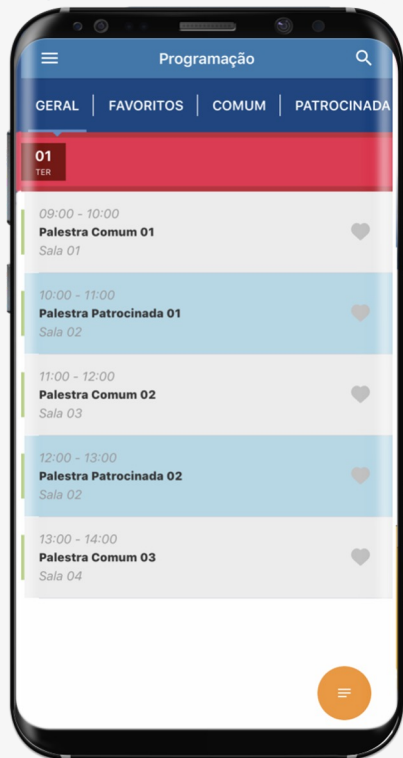 Programação
GERAL FAVORITOS COMUM PATROCINADA
01
TER
09:00 - 10:00
Palestra Comum 01
Sala 01
10:00 - 11:00
Palestra Patrocinada 01
Sala 02
11:00 - 12:00
Palestra Comum 02
Sala 03
12:00 - 13:00
Palestra Patrocinada 02
Sala 02
13:00 - 14:00
Palestra Comum 03
Sala 04